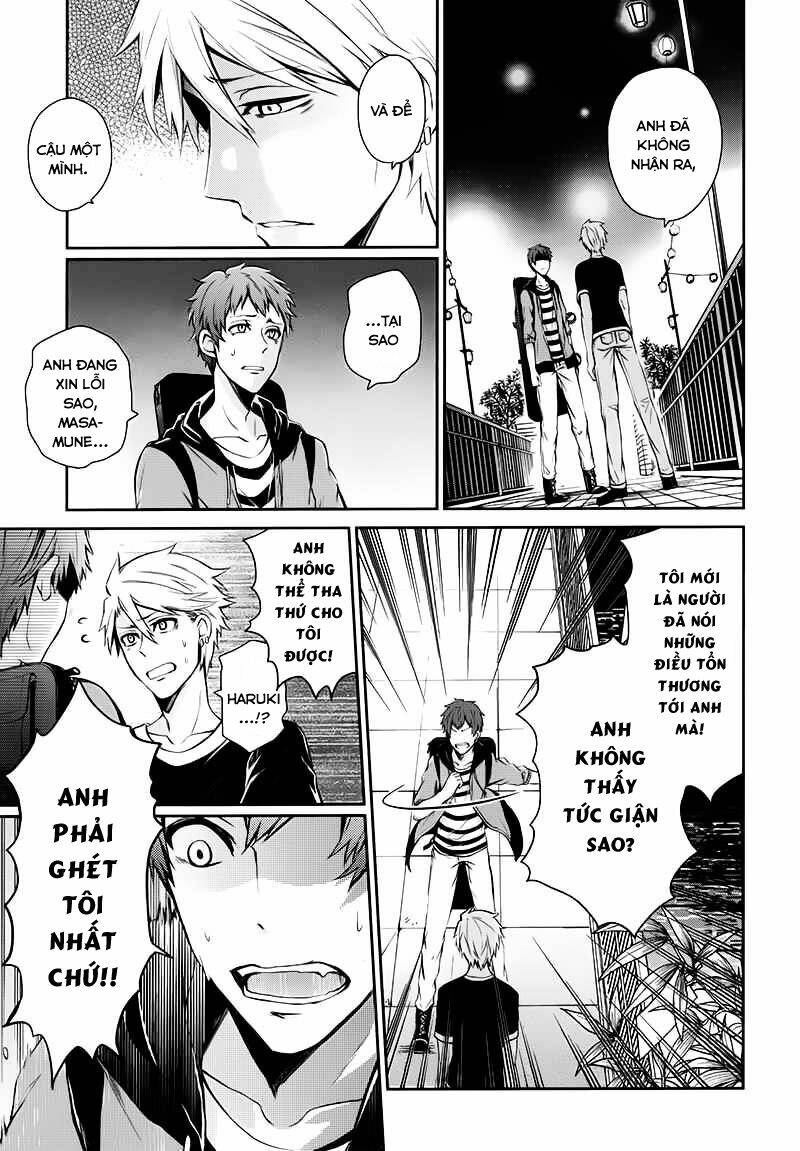 ANH ĐÃ
KHÔNG
NHẬN RA,
VÀ ĐỂ
CẬU MỘT
MÌNH.
...TẠI
SAO
ANH ĐANG
XIN LỖI
SAO,
MASA-
MUNE...
TÔI MỚI
LÀ NGƯỜI
ĐÃ NÓI
NHỮNG
ĐIỀU TỔN
THƯƠNG
TỚI ANH
MÀ!
ANH
KHÔNG
THẤY
TỨC GIẬN
SAO?
ANH
KHÔNG
THỂ THA
THỨ CHO
TÔI
ĐƯỢC!
HARUKI
...!?
ANH
PHẢI
GHÉT
TÔI
NHẤT
CHỨ!!